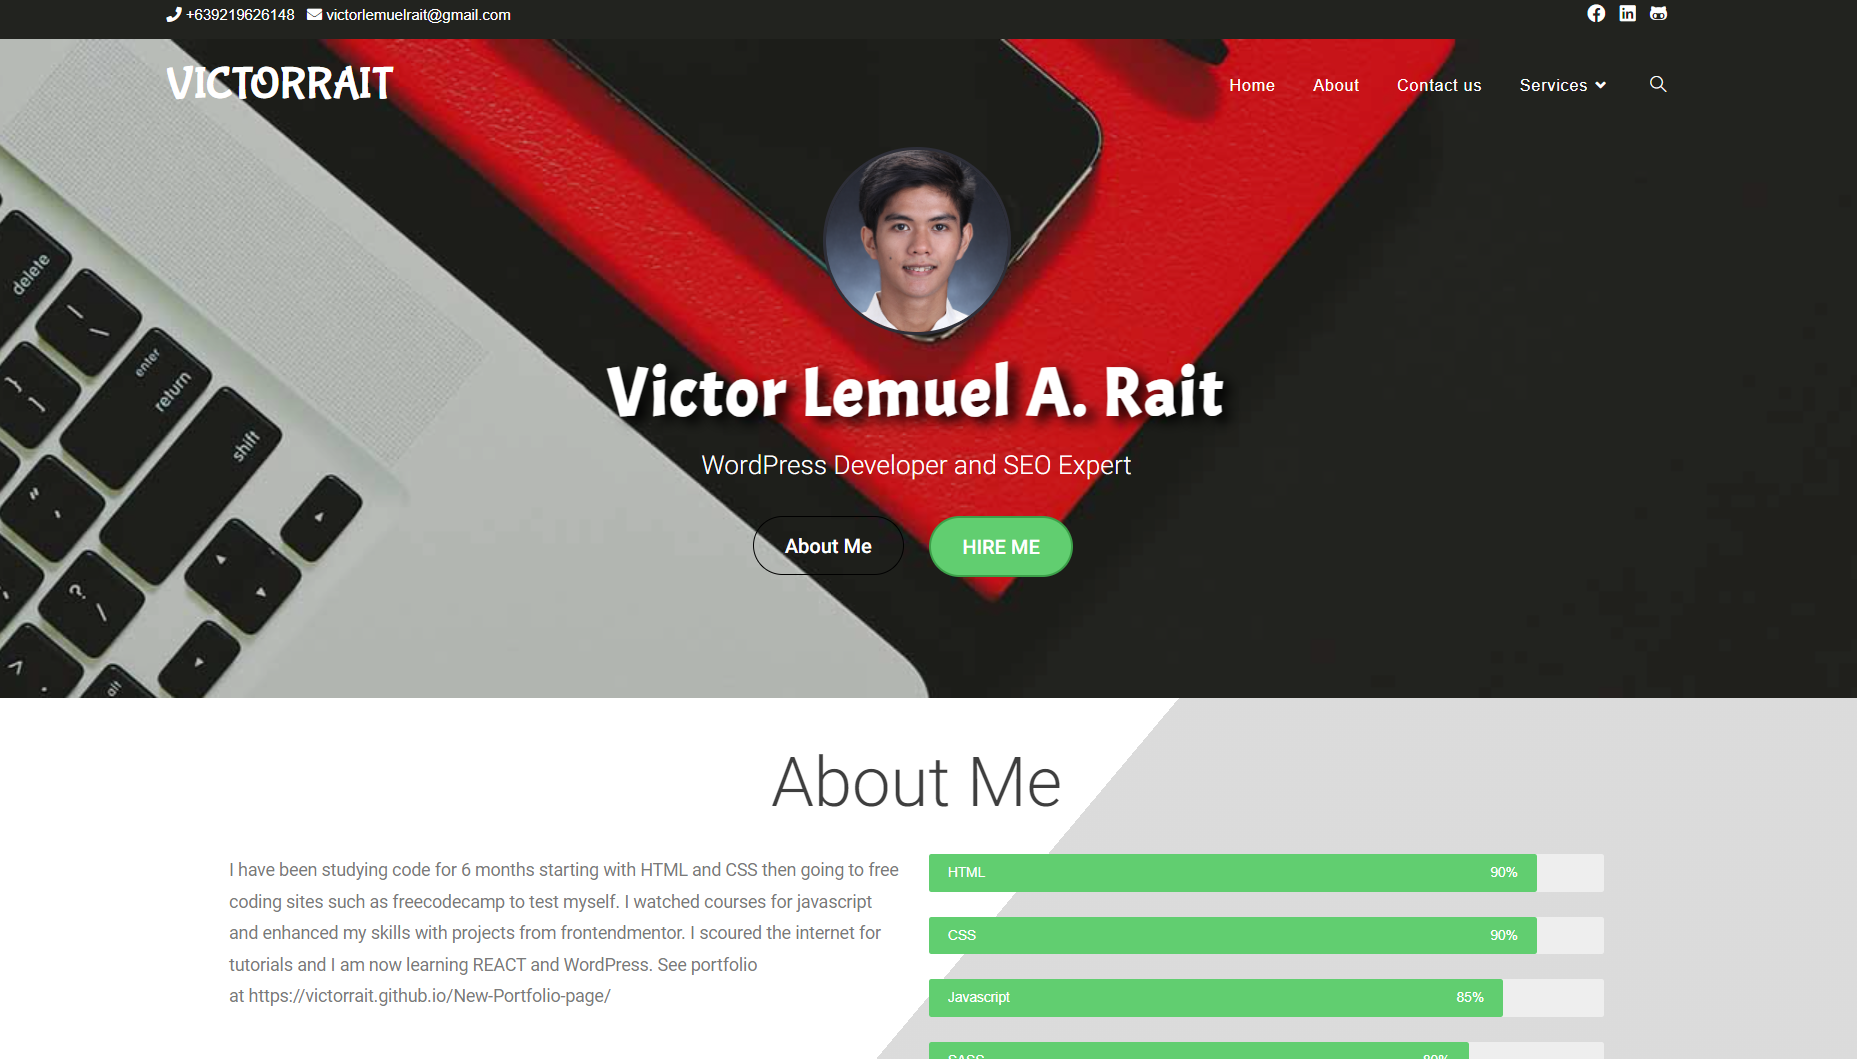 +639219626148 victorlemuelrait@gmail.com
VICTORRAIT
Home About Contact us Services
delete
enter
return
shift
alt
Victor Lemuel A. Rait
WordPress Developer and SEO Expert
About Me HIRE ME
About Me
I have been studying code for 6 months starting with HTML and CSS then going to free
coding sites such as freecodecamp to test myself. I watched courses for javascript
and enhanced my skills with projects from frontendmentor. I scoured the internet for
tutorials and I am now learning REACT and WordPress. See portfolio
at https://victorrait.github.io/New-Portfolio-page/
HTML 90%
CSS 90%
Javascript 85%
SASS 80%